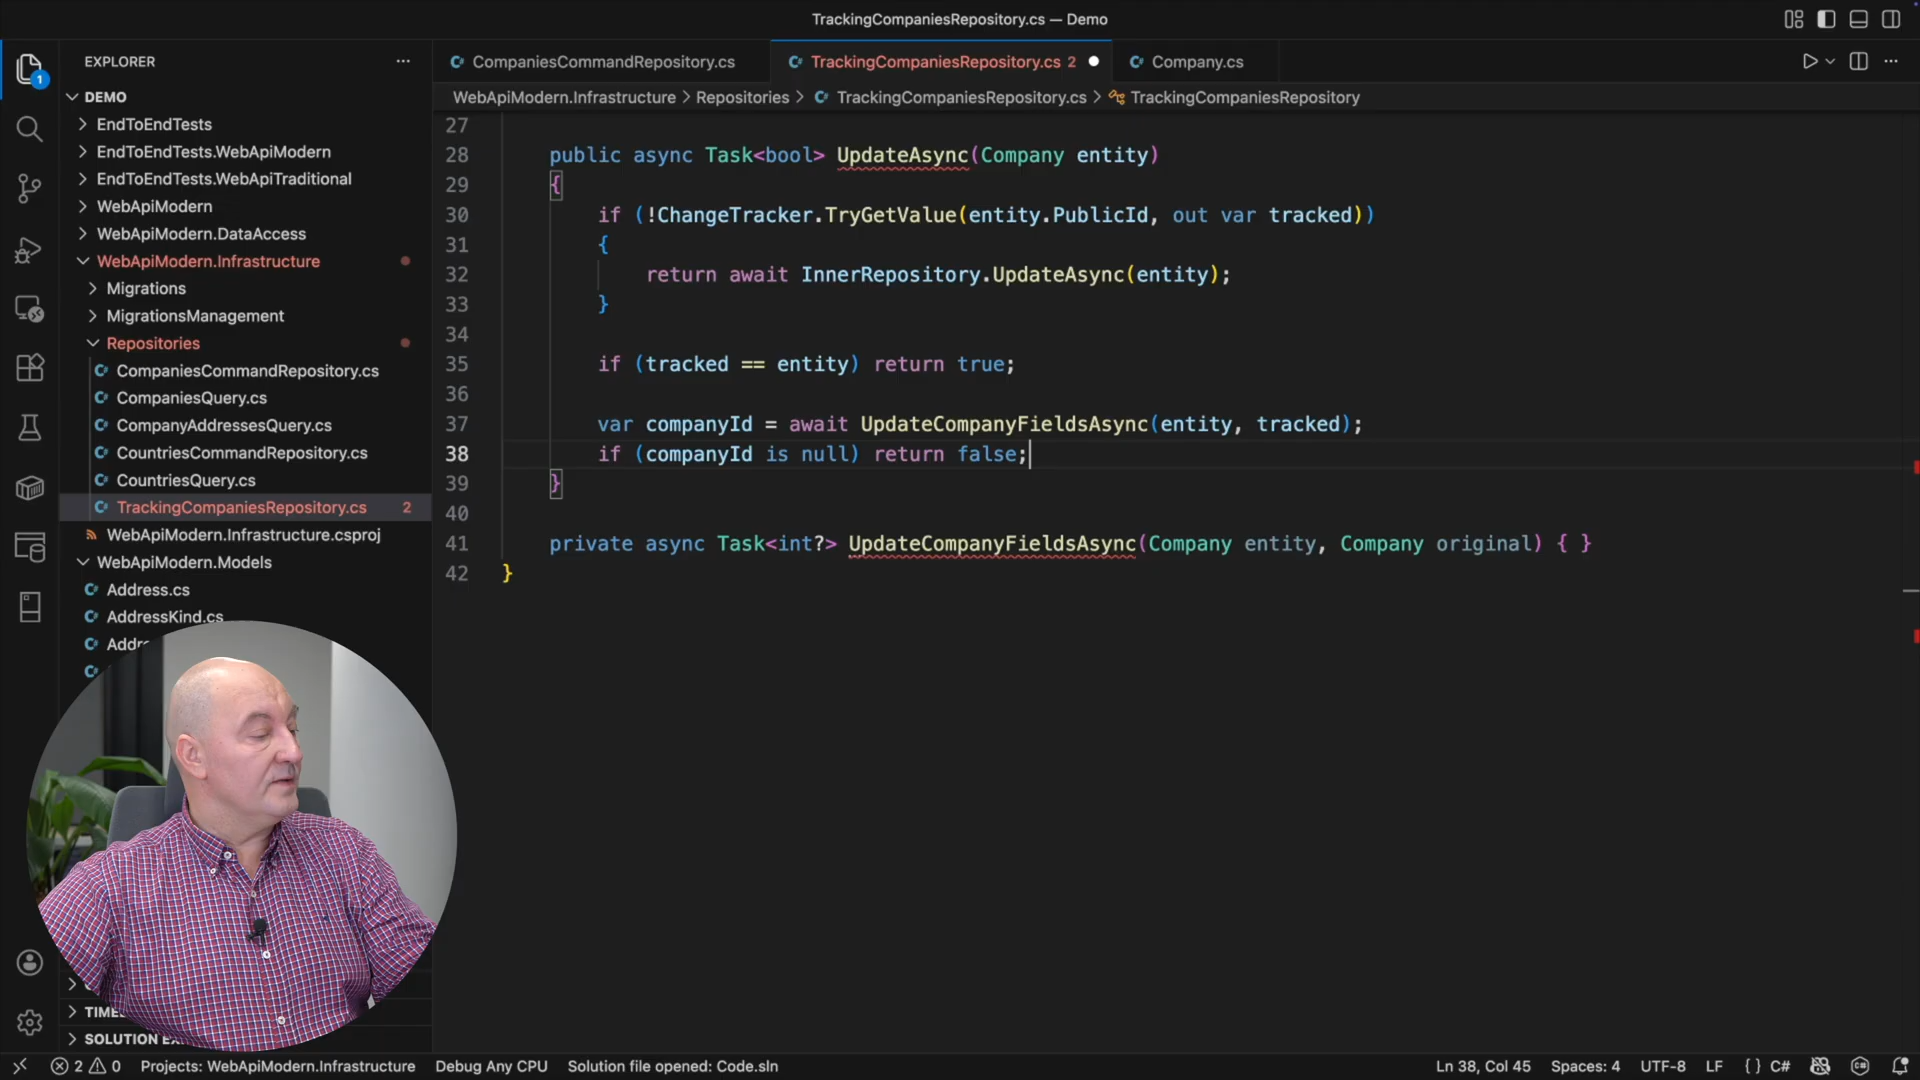 TrackingCompaniesRepository.cs — Demo
EXPLORER
CompaniesCommandRepository.cs
TrackingCompaniesRepository.cs 2
Company.cs
WebApiModern.Infrastructure > Repositories > TrackingCompaniesRepository.cs > TrackingCompaniesRepository
1
DEMO
EndToEndTests
EndToEndTests.WebApiModern
EndToEndTests.WebApiTraditional
WebApiModern
WebApiModern.DataAccess
WebApiModern.Infrastructure
Migrations
MigrationsManagement
Repositories
CompaniesCommandRepository.cs
CompaniesQuery.cs
CompanyAddressesQuery.cs
CountriesCommandRepository.cs
CountriesQuery.cs
TrackingCompaniesRepository.cs 2
WebApiModern.Infrastructure.csproj
WebApiModern.Models
Address.cs
AddressKind.cs
SOLUTION
27
28 public async Task<bool> UpdateAsync(Company entity)
29 {
30 if (!ChangeTracker.TryGetValue(entity.PublicId, out var tracked))
31 {
32 return await InnerRepository.UpdateAsync(entity);
33 }
34
35 if (tracked == entity) return true;
36
37 var companyId = await UpdateCompanyFieldsAsync(entity, tracked);
38 if (companyId is null) return false;
39 }
40
41 private async Task<int?> UpdateCompanyFieldsAsync(Company entity, Company original) { }
42 }
2 0 Projects: WebApiModern.Infrastructure Debug Any CPU Solution file opened: Code.sln Ln 38, Col 45 Spaces: 4 UTF-8 LF { } C#